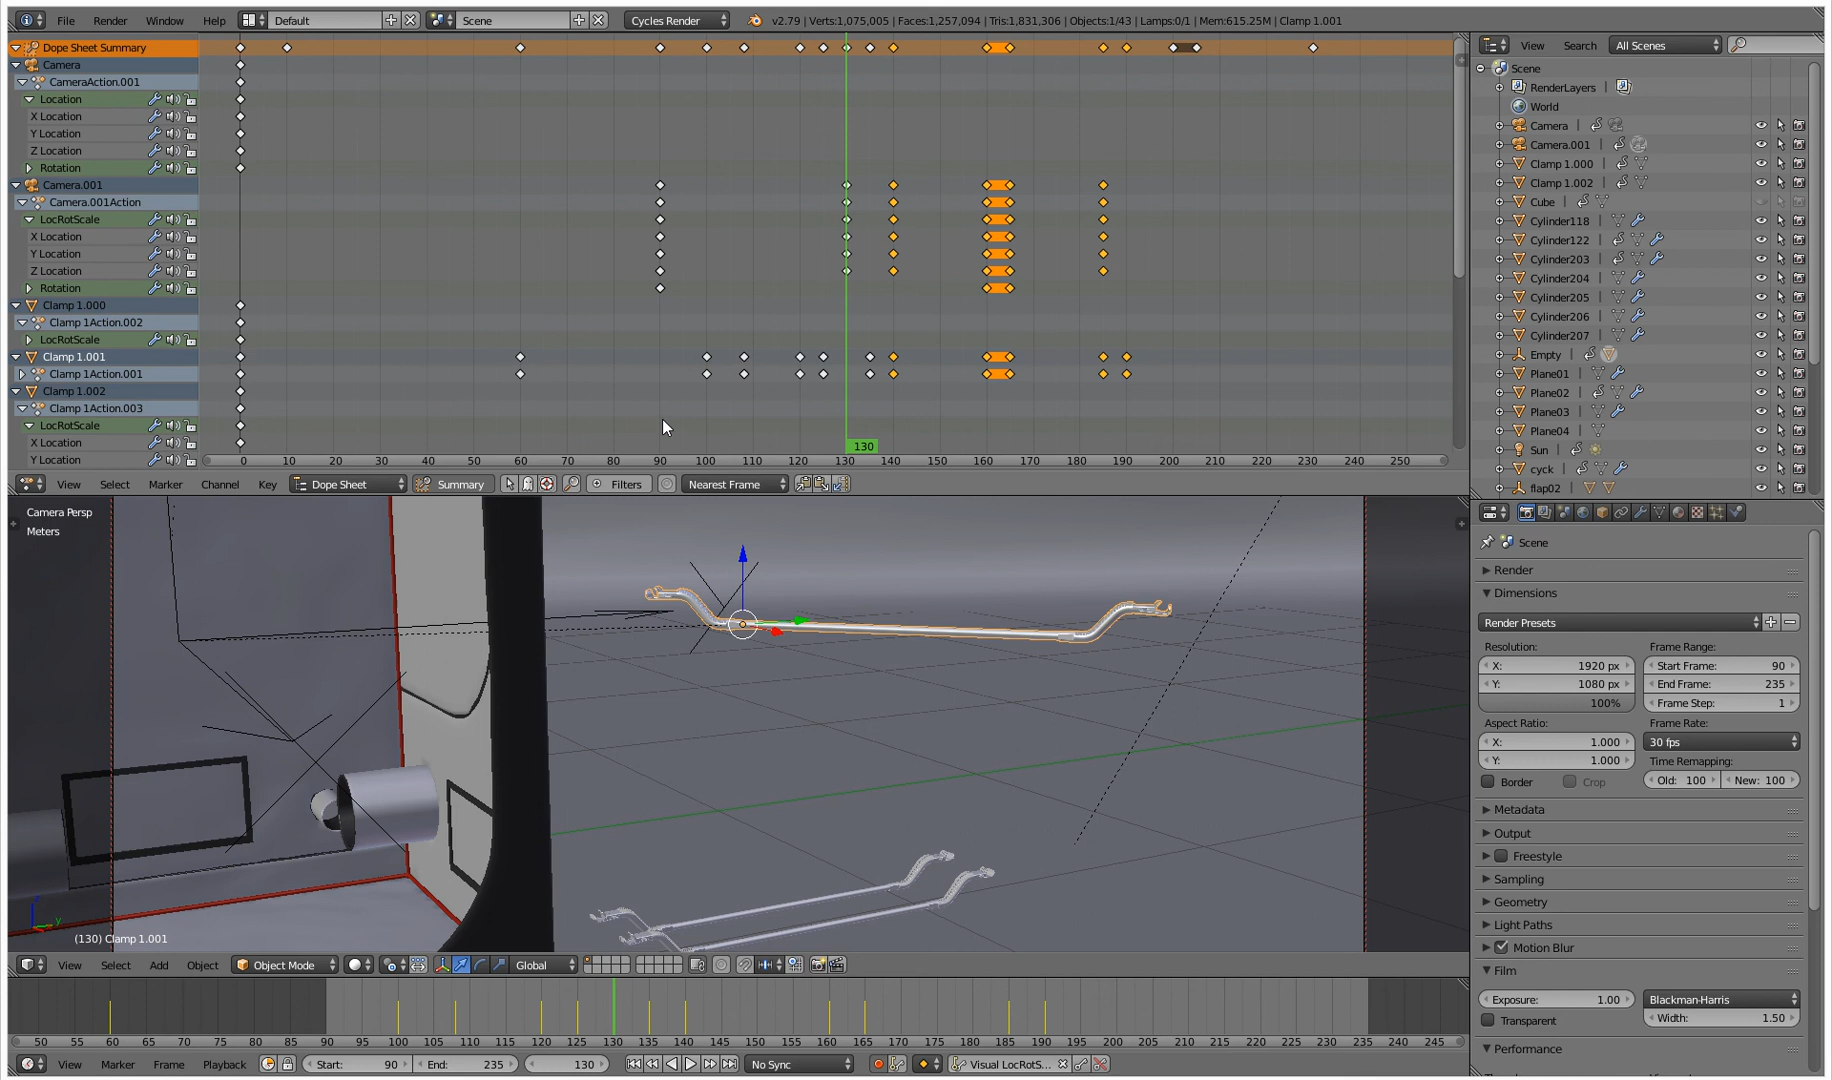 File Render Window Help Default Scene Cycles Render v2.79 | Verts:1,075,005 | Faces:1,257,094 | Tris:1,831,306 | Objects:1/43 | Lamps:0/1 | Mem:615.25M | Clamp 1.001
Dope Sheet Summary
Camera
CameraAction.001
Location
X Location
Y Location
Z Location
Rotation
Camera.001
Camera.001Action
LocRotScale
X Location
Y Location
Z Location
Rotation
Clamp 1.000
Clamp 1Action.002
LocRotScale
Clamp 1.001
Clamp 1Action.001
Clamp 1.002
Clamp 1Action.003
LocRotScale
X Location
Y Location
130
0 10 20 30 40 50 60 70 80 90 100 110 120 130 140 150 160 170 180 190 200 210 220 230 240 250
View Select Marker Channel Key Dope Sheet Summary Filters Nearest Frame
View Search All Scenes
Scene
RenderLayers |
World
Camera |
Camera.001 |
Clamp 1.000 |
Clamp 1.002 |
Cube |
Cylinder118 |
Cylinder122 |
Cylinder203 |
Cylinder204 |
Cylinder205 |
Cylinder206 |
Cylinder207 |
Empty |
Plane01 |
Plane02 |
Plane03 |
Plane04 |
Sun |
cyck |
flap02 |
Camera Persp
Meters
(130) Clamp 1.001
View Select Add Object Object Mode Global
50 55 60 65 70 75 80 85 90 95 100 105 110 115 120 125 130 135 140 145 150 155 160 165 170 175 180 185 190 195 200 205 210 215 220 225 230 235 240 245
View Marker Frame Playback Start: 90 End: 235 130 No Sync Visual LocRotS...
Scene
Render
Dimensions
Render Presets
Resolution: Frame Range:
X: 1920 px Start Frame: 90
Y: 1080 px End Frame: 235
100% Frame Step: 1
Aspect Ratio: Frame Rate:
X: 1.000 30 fps
Y: 1.000 Time Remapping:
Border Crop Old: 100 New: 100
Metadata
Output
Freestyle
Sampling
Geometry
Light Paths
Motion Blur
Film
Exposure: 1.00 Blackman-Harris
Transparent Width: 1.50
Performance